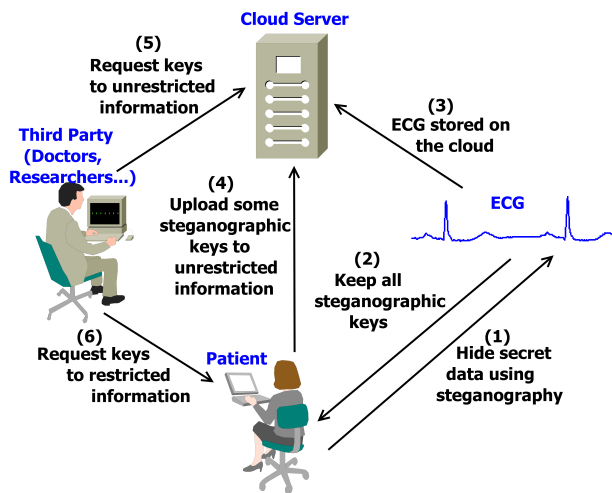 Cloud Server
(5)
Request keys
to unrestricted
information
(3)
ECG stored on
the cloud
Third Party
(Doctors,
Researchers...)
(4)
Upload some
steganographic
keys to
unrestricted
information
ECG
(2)
Keep all
steganographic
keys
(6)
Request keys
to restricted
information
Patient
(1)
Hide secret
data using
steganography